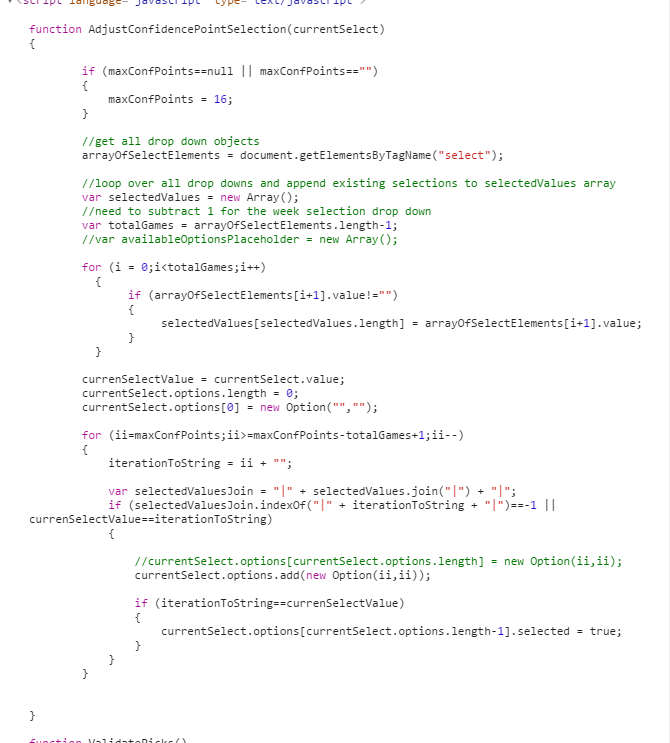 <script language="javascript" type="text/javascript">
function AdjustConfidencePointSelection(currentSelect)
{
if (maxConfPoints==null || maxConfPoints=="")
{
maxConfPoints = 16;
}
//get all drop down objects
arrayOfSelectElements = document.getElementsByTagName("select");
//loop over all drop downs and append existing selections to selectedValues array
var selectedValues = new Array();
//need to subtract 1 for the week selection drop down
var totalGames = arrayOfSelectElements.length-1;
//var availableOptionsPlaceholder = new Array();
for (i = 0;i<totalGames;i++)
{
if (arrayOfSelectElements[i+1].value!="")
{
selectedValues[selectedValues.length] = arrayOfSelectElements[i+1].value;
}
}
currenSelectValue = currentSelect.value;
currentSelect.options.length = 0;
currentSelect.options[0] = new Option("","");
for (ii=maxConfPoints;ii>=maxConfPoints-totalGames+1;ii--)
{
iterationToString = ii + "";
var selectedValuesJoin = "|" + selectedValues.join("|") + "|";
if (selectedValuesJoin.indexOf("|" + iterationToString + "|")==-1 ||
currenSelectValue==iterationToString)
{
//currentSelect.options[currentSelect.options.length] = new Option(ii,ii);
currentSelect.options.add(new Option(ii,ii));
if (iterationToString==currenSelectValue)
{
currentSelect.options[currentSelect.options.length-1].selected = true;
}
}
}
}
function ValidatePicks()